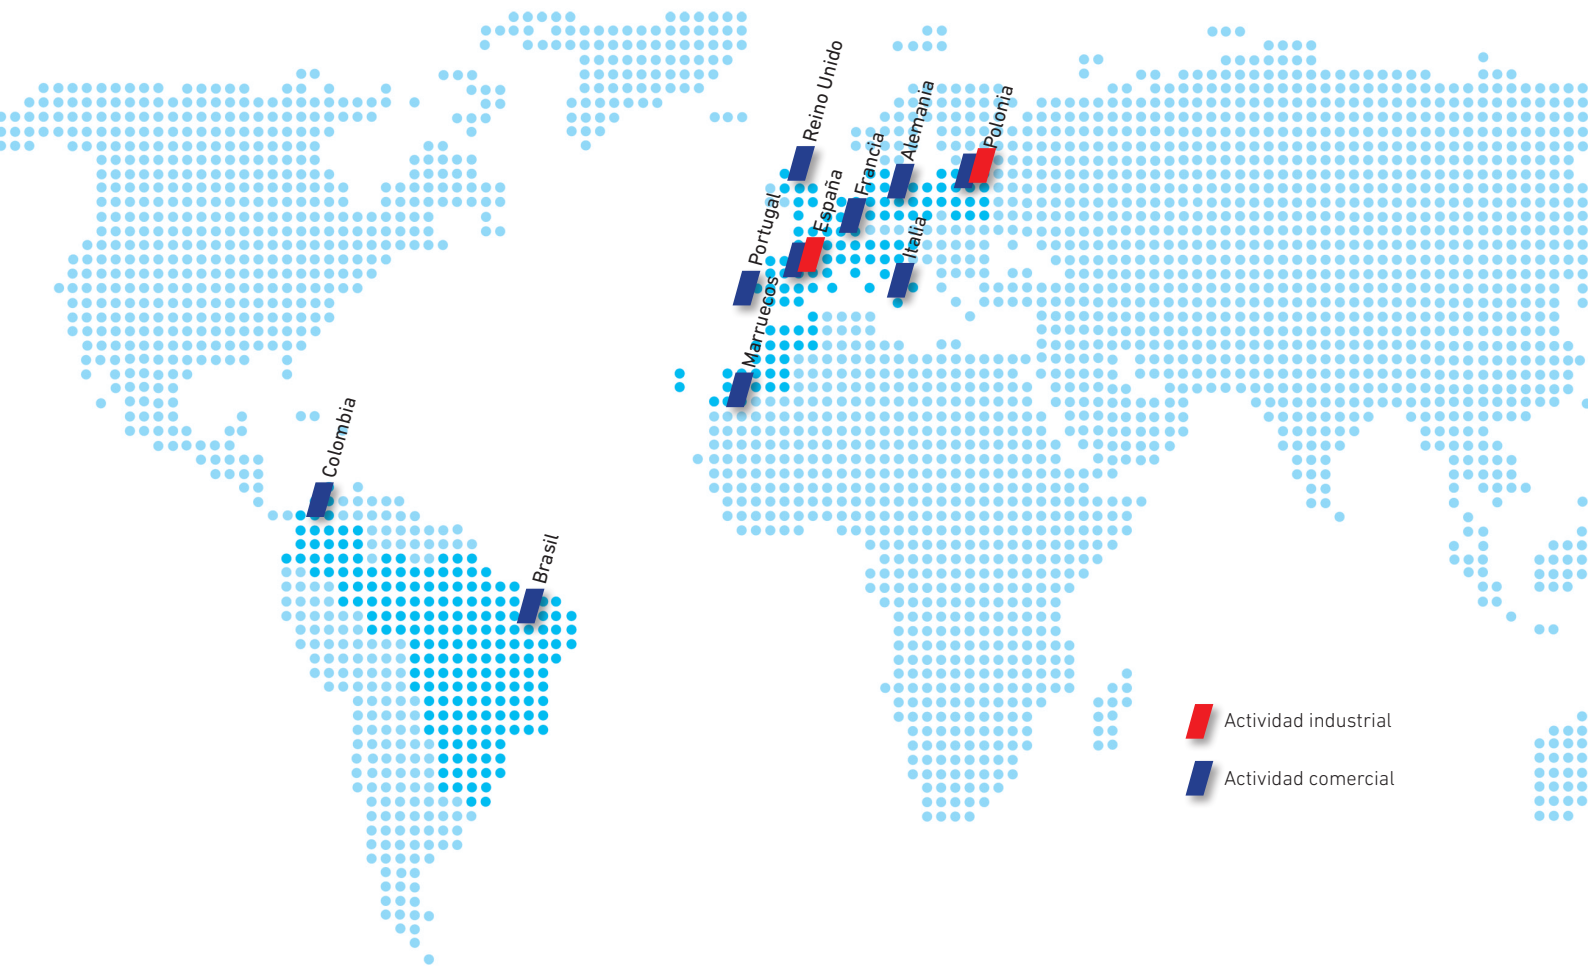 Reino Unido
Alemania
Polonia
Francia
España
Portugal
Italia
Marruecos
Colombia
Brasil
Actividad industrial
Actividad comercial